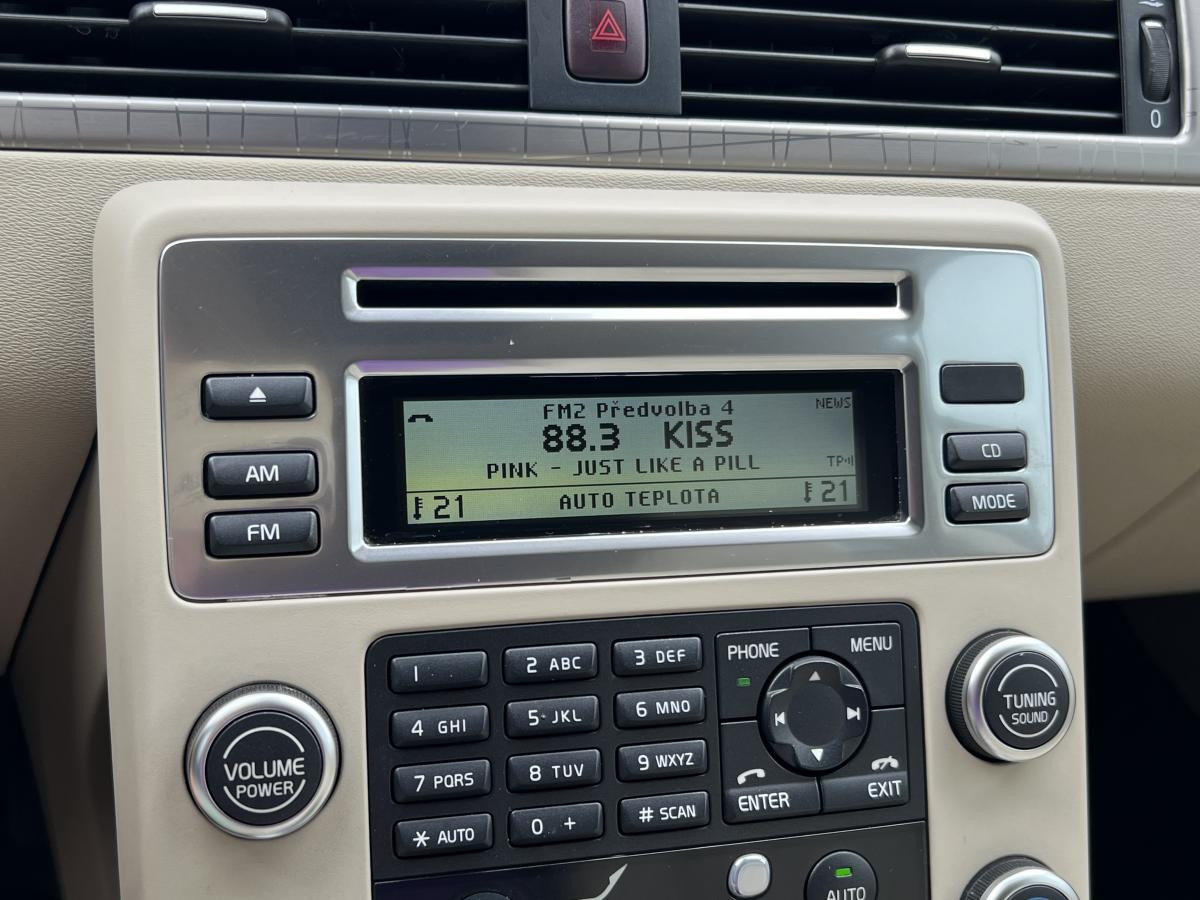 0
FM2 Předvolba 4
NEWS
88.3 KISS
PINK - JUST LIKE A PILL
TP
21
AUTO TEPLOTA
21
AM
FM
CD
MODE
1
2 ABC
3 DEF
4 GHI
5 JKL
6 MNO
7 PQRS
8 TUV
9 WXYZ
* AUTO
0 +
# SCAN
PHONE
MENU
ENTER
EXIT
VOLUME
POWER
TUNING
SOUND
AUTO